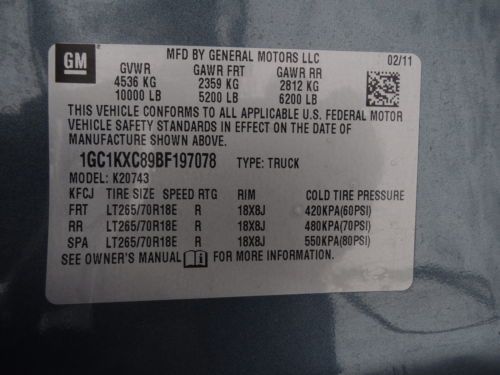 GM
MFD BY GENERAL MOTORS LLC 02/11
GVWR GAWR FRT GAWR RR
4536 KG 2359 KG 2812 KG
10000 LB 5200 LB 6200 LB
THIS VEHICLE CONFORMS TO ALL APPLICABLE U.S. FEDERAL MOTOR
VEHICLE SAFETY STANDARDS IN EFFECT ON THE DATE OF
MANUFACTURE SHOWN ABOVE.
1GC1KXC89BF197078 TYPE: TRUCK
MODEL: K20743
KFCJ TIRE SIZE SPEED RTG RIM COLD TIRE PRESSURE
FRT LT265/70R18E R 18X8J 420KPA(60PSI)
RR LT265/70R18E R 18X8J 480KPA(70PSI)
SPA LT265/70R18E R 18X8J 550KPA(80PSI)
SEE OWNER'S MANUAL FOR MORE INFORMATION